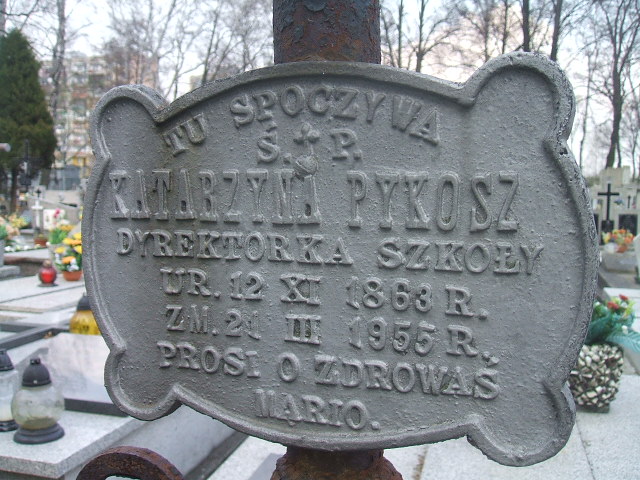 TU SPOCZYWA
Ś. P.
KATARZYNA PYKOSZ
DYREKTORKA SZKOŁY
UR. 12 XI 1863 R.
ZM. 21 III 1955 R.
PROSI O ZDROWAŚ
MARIO.